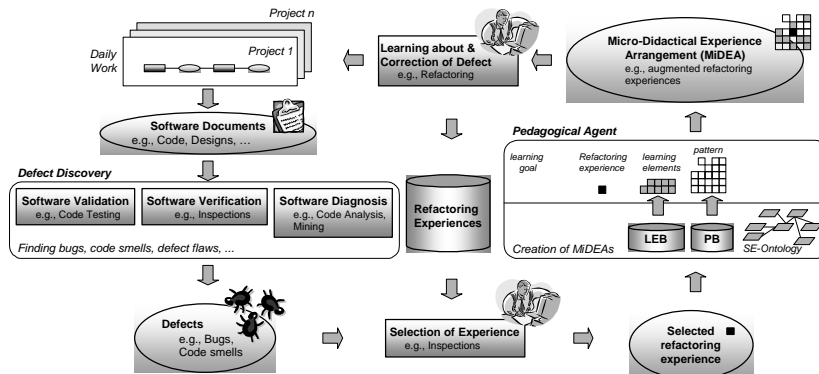 Project n
Project 1
Daily
Work
Learning about &
Correction of Defect
e.g., Refactoring
Micro-Didactical Experience
Arrangement (MiDEA)
e.g., augmented refactoring
experiences
Software Documents
e.g., Code, Designs, …
Defect Discovery
Software Validation
e.g., Code Testing
Software Verification
e.g., Inspections
Software Diagnosis
e.g., Code Analysis,
Mining
Finding bugs, code smells, defect flaws, ...
Refactoring
Experiences
Pedagogical Agent
learning
goal
Refactoring
experience
learning
elements
pattern
Creation of MiDEAs
LEB
PB
SE-Ontology
Defects
e.g., Bugs,
Code smells
Selection of Experience
e.g., Inspections
Selected
refactoring
experience